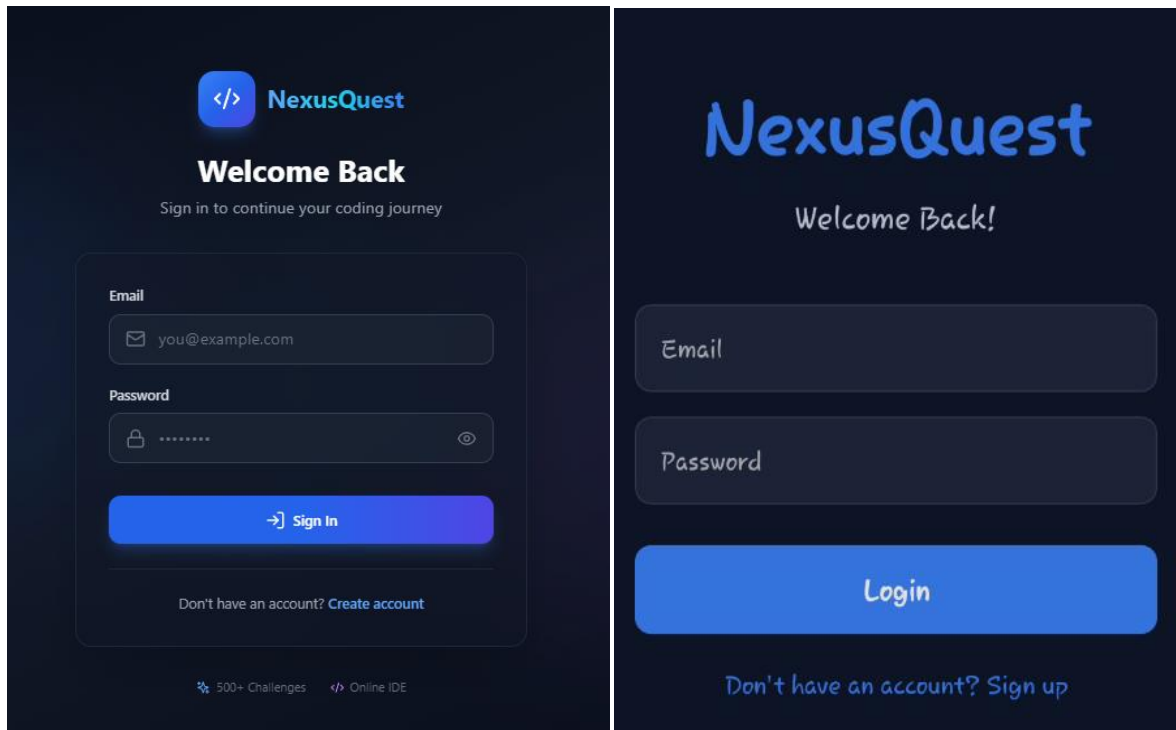 </> NexusQuest
Welcome Back
Sign in to continue your coding journey
Email
you@example.com
Password
••••••••
Sign In
Don't have an account? Create account
500+ Challenges </> Online IDE
NexusQuest
Welcome Back!
Email
Password
Login
Don't have an account? Sign up